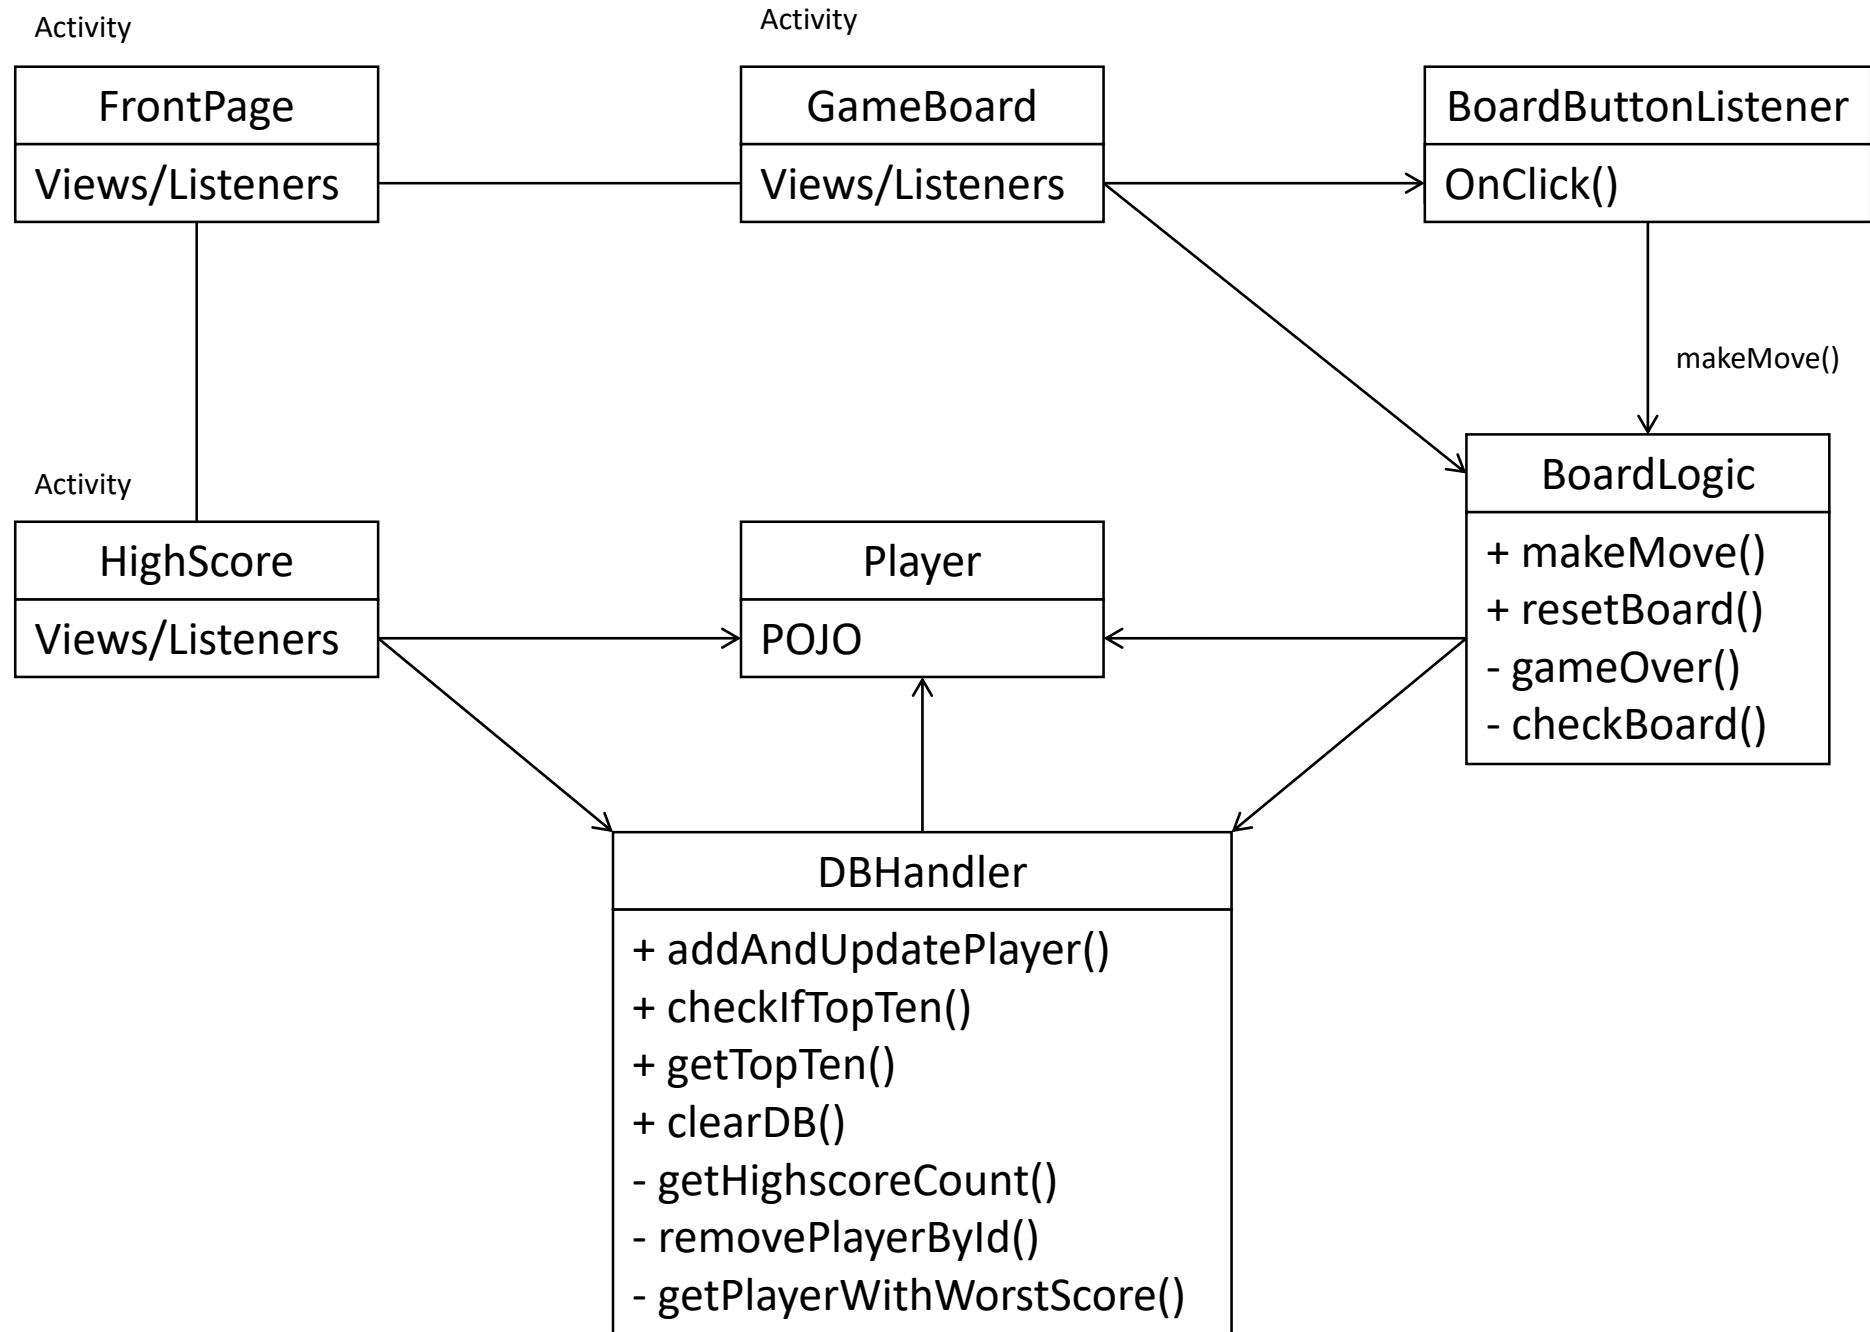 Activity
FrontPage
Views/Listeners
Activity
GameBoard
Views/Listeners
BoardButtonListener
OnClick()
makeMove()
Activity
HighScore
Views/Listeners
Player
POJO
BoardLogic
+ makeMove()
+ resetBoard()
- gameOver()
- checkBoard()
DBHandler
+ addAndUpdatePlayer()
+ checkIfTopTen()
+ getTopTen()
+ clearDB()
- getHighscoreCount()
- removePlayerById()
- getPlayerWithWorstScore()